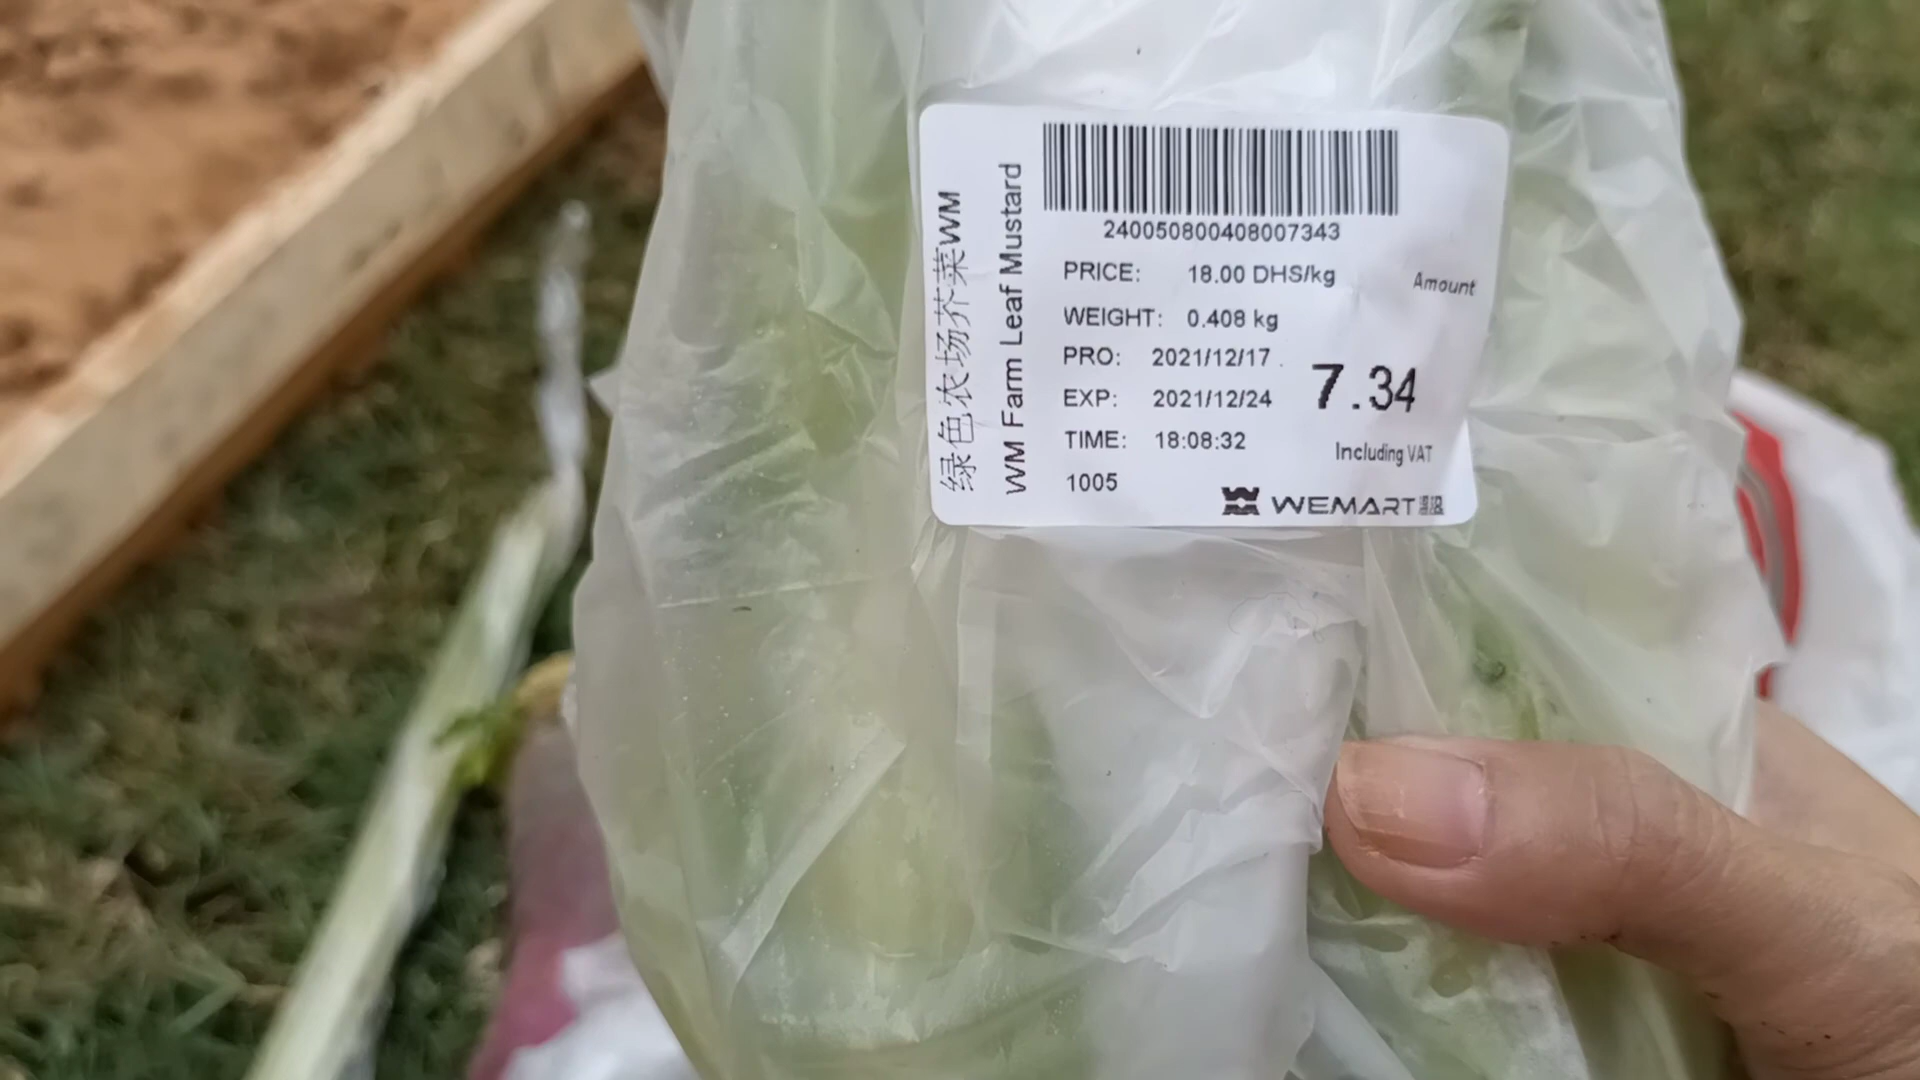 绿色农场芥菜WM
WM Farm Leaf Mustard
240050800408007343
PRICE: 18.00 DHS/kg
Amount
WEIGHT: 0.408 kg
PRO: 2021/12/17
EXP: 2021/12/24
7.34
TIME: 18:08:32
Including VAT
1005
WEMART